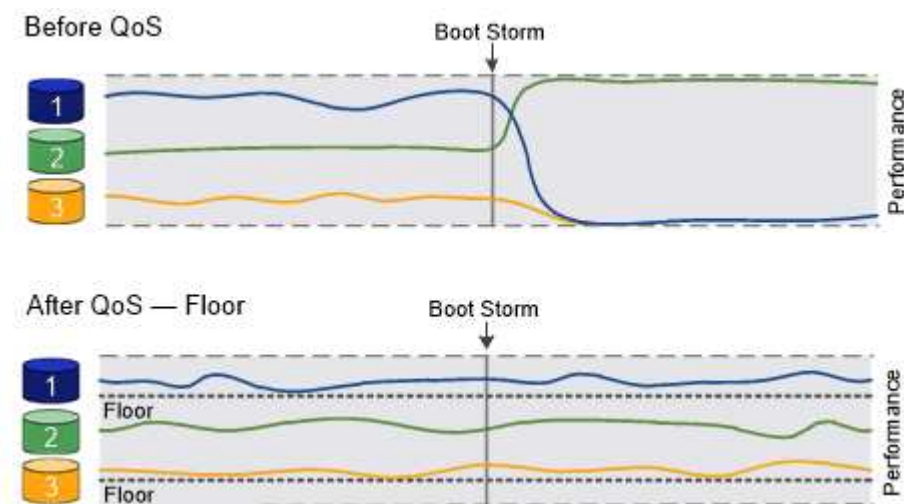 Before QoS
Boot Storm
1
2
3
Performance
After QoS — Floor
Boot Storm
1
Floor
2
3
Floor
Performance